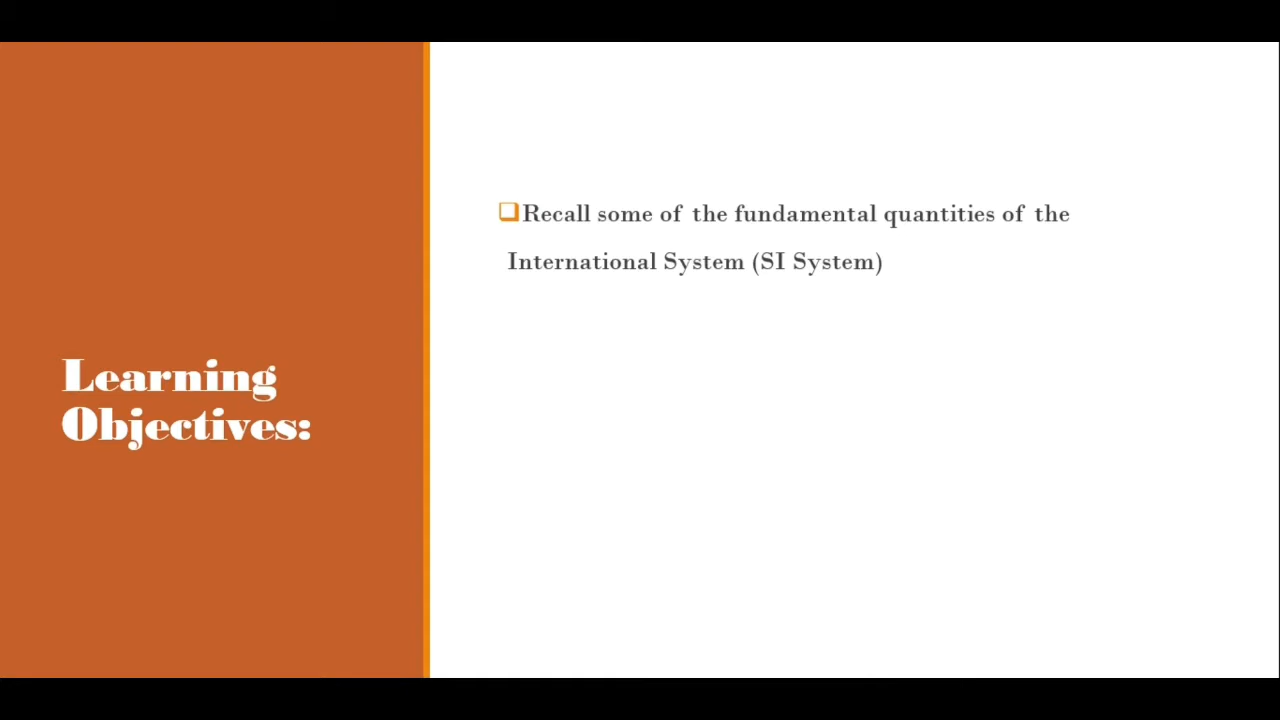 Learning
Objectives:
Recall some of the fundamental quantities of the
International System (SI System)